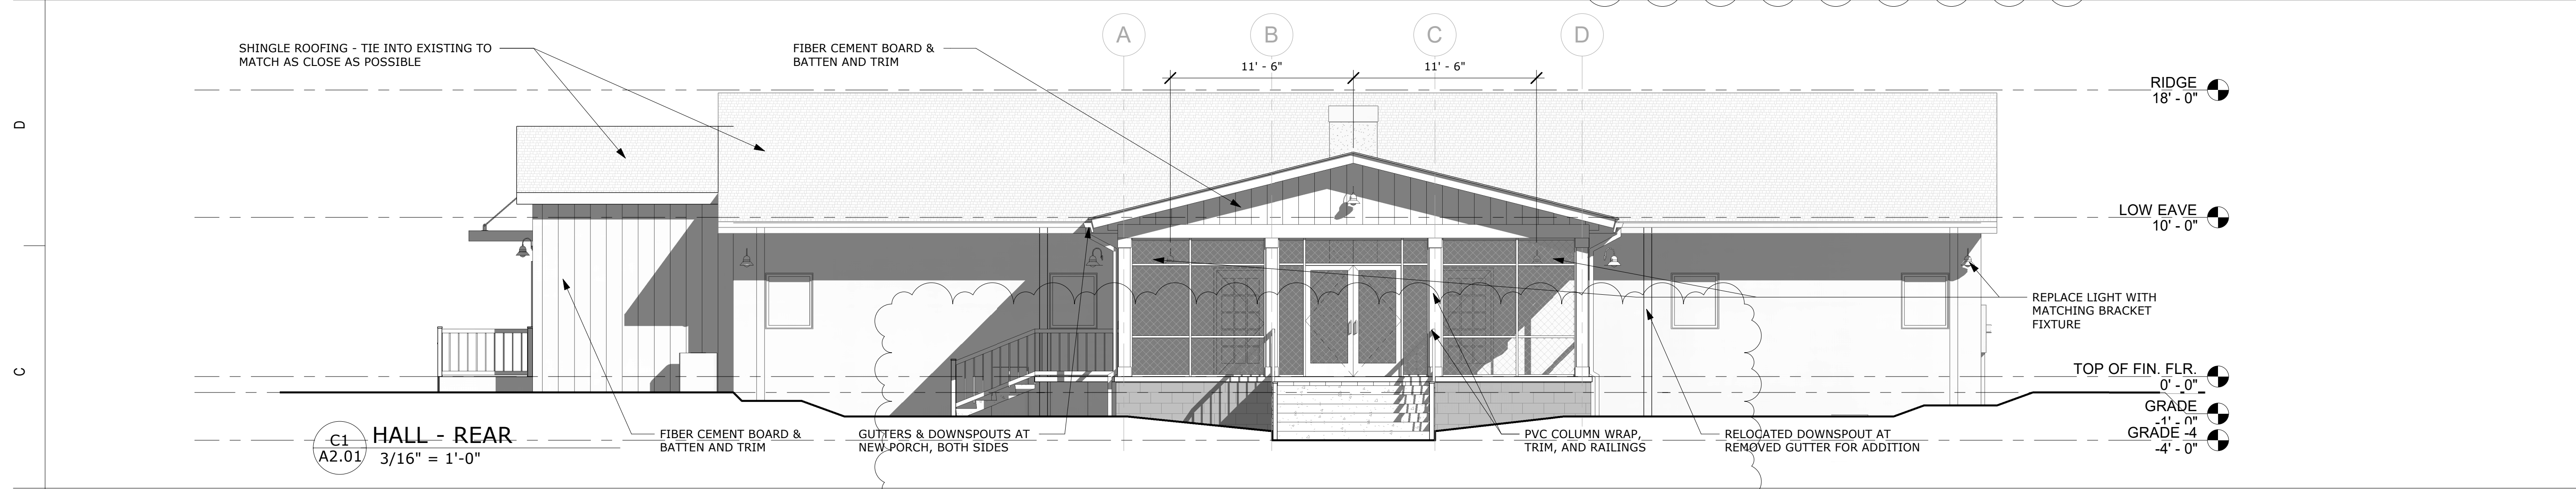 A
B
C
D
SHINGLE ROOFING - TIE INTO EXISTING TO
MATCH AS CLOSE AS POSSIBLE
FIBER CEMENT BOARD &
BATTEN AND TRIM
11' - 6"
11' - 6"
RIDGE
18' - 0"
D
LOW EAVE
10' - 0"
REPLACE LIGHT WITH
MATCHING BRACKET
FIXTURE
C
TOP OF FIN. FLR.
0' - 0"
GRADE
-1' - 0"
GRADE -4
-4' - 0"
C1
A2.01
HALL - REAR
3/16" = 1'-0"
FIBER CEMENT BOARD &
BATTEN AND TRIM
GUTTERS & DOWNSPOUTS AT
NEW PORCH, BOTH SIDES
PVC COLUMN WRAP,
TRIM, AND RAILINGS
RELOCATED DOWNSPOUT AT
REMOVED GUTTER FOR ADDITION